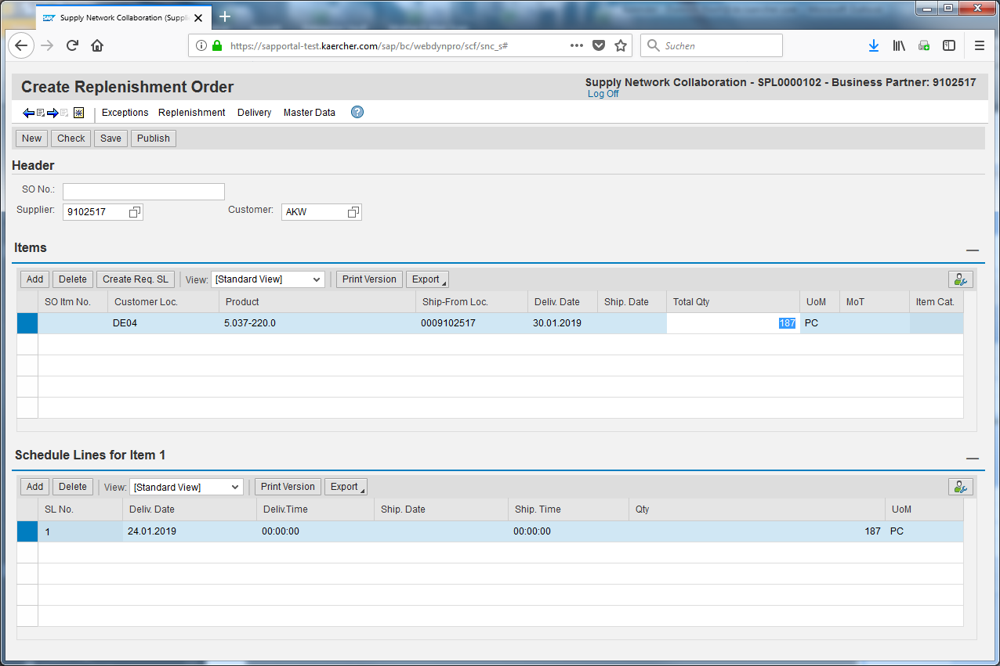 SAP Supply Network Collaboration (Suppl
https://sapportal-test.kaercher.com/sap/bc/webdynpro/scf/snc_s#
Suchen
Create Replenishment Order
Supply Network Collaboration - SPL0000102 - Business Partner: 9102517
Log Off
Exceptions Replenishment Delivery Master Data ?
New Check Save Publish
Header
SO No.:
Supplier: 9102517 Customer: AKW
Items
Add Delete Create Req. SL View: [Standard View] Print Version Export
SO Itm No. Customer Loc. Product Ship-From Loc. Deliv. Date Ship. Date Total Qty UoM MoT Item Cat.
DE04 5.037-220.0 0009102517 30.01.2019 187 PC
Schedule Lines for Item 1
Add Delete View: [Standard View] Print Version Export
SL No. Deliv. Date Deliv.Time Ship. Date Ship. Time Qty UoM
1 24.01.2019 00:00:00 00:00:00 187 PC